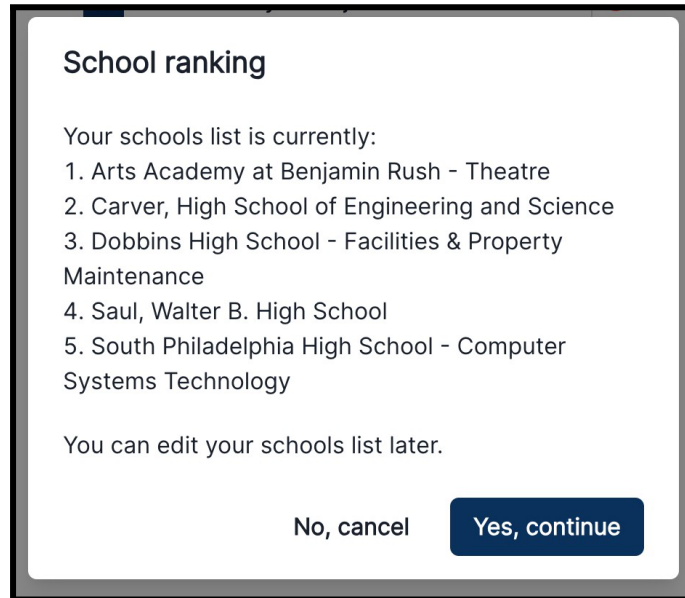 School ranking
Your schools list is currently:
1. Arts Academy at Benjamin Rush - Theatre
2. Carver, High School of Engineering and Science
3. Dobbins High School - Facilities & Property
Maintenance
4. Saul, Walter B. High School
5. South Philadelphia High School - Computer
Systems Technology
You can edit your schools list later.
No, cancel
Yes, continue